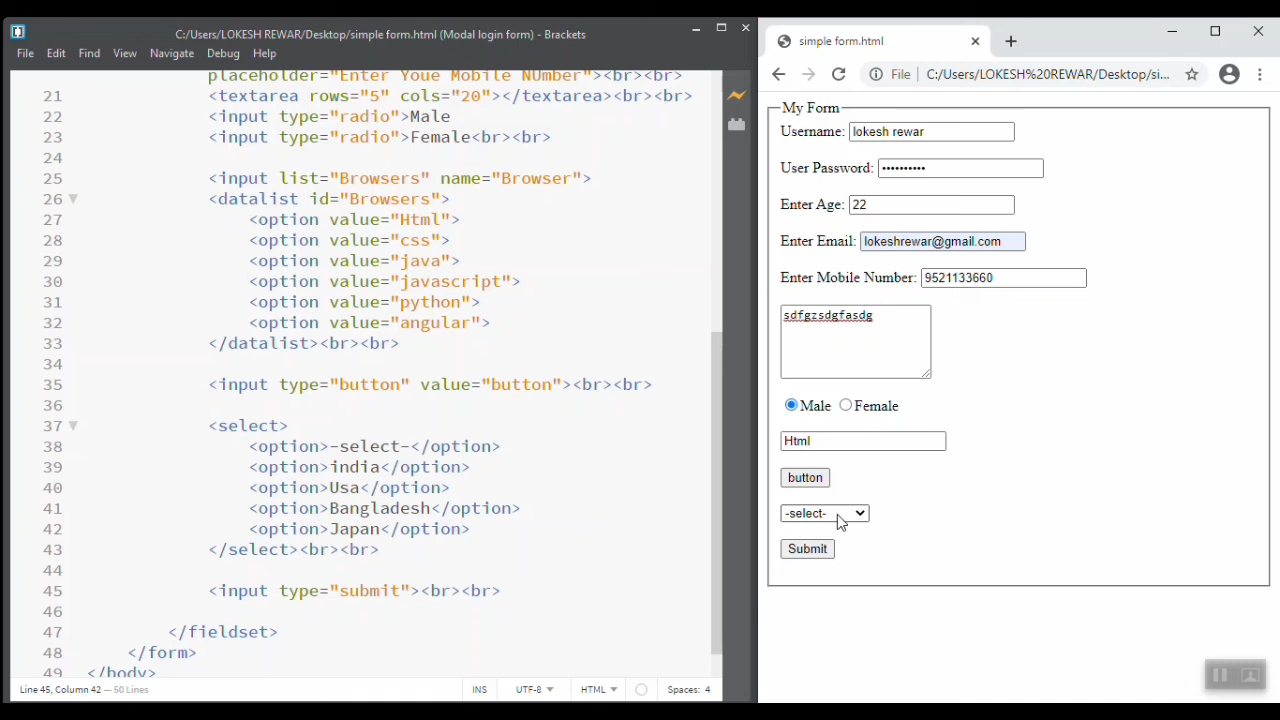 C:/Users/LOKESH REWAR/Desktop/simple form.html (Modal login form) - Brackets
File Edit Find View Navigate Debug Help
placeholder="Enter Youe Mobile NUmber"><br><br>
21 <textarea rows="5" cols="20"></textarea><br><br>
22 <input type="radio">Male
23 <input type="radio">Female<br><br>
24
25 <input list="Browsers" name="Browser">
26 <datalist id="Browsers">
27 <option value="Html">
28 <option value="css">
29 <option value="java">
30 <option value="javascript">
31 <option value="python">
32 <option value="angular">
33 </datalist><br><br>
34
35 <input type="button" value="button"><br><br>
36
37 <select>
38 <option>-select-</option>
39 <option>india</option>
40 <option>Usa</option>
41 <option>Bangladesh</option>
42 <option>Japan</option>
43 </select><br><br>
44
45 <input type="submit"><br><br>
46
47 </fieldset>
48 </form>
49 </body>
Line 45, Column 42 — 50 Lines INS UTF-8 HTML Spaces: 4
simple form.html
File C:/Users/LOKESH%20REWAR/Desktop/si...
My Form
Username: lokesh rewar
User Password: ••••••••••
Enter Age: 22
Enter Email: lokeshrewar@gmail.com
Enter Mobile Number: 9521133660
sdfgzsdgfasdg
Male Female
Html
button
-select-
Submit